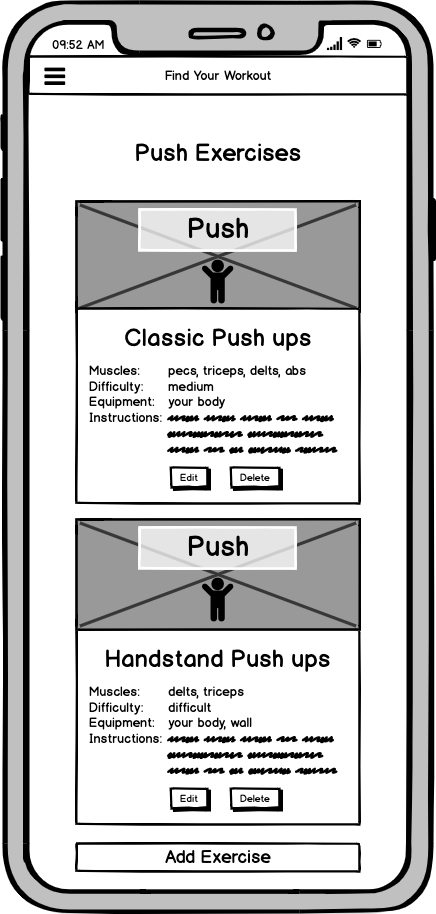 09:52 AM
Find Your Workout
Push Exercises
Push
Classic Push ups
Muscles: pecs, triceps, delts, abs
Difficulty: medium
Equipment: your body
Instructions:
Edit Delete
Push
Handstand Push ups
Muscles: delts, triceps
Difficulty: difficult
Equipment: your body, wall
Instructions:
Edit Delete
Add Exercise